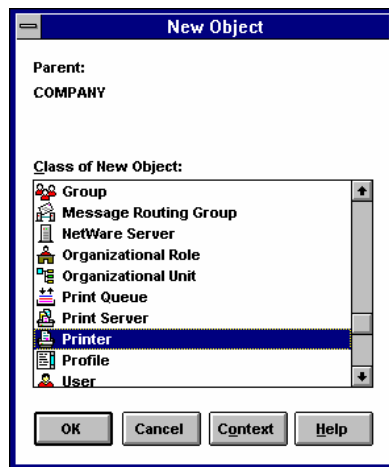 New Object
Parent:
COMPANY
Class of New Object:
Group
Message Routing Group
NetWare Server
Organizational Role
Organizational Unit
Print Queue
Print Server
Printer
Profile
User
OK
Cancel
Context
Help